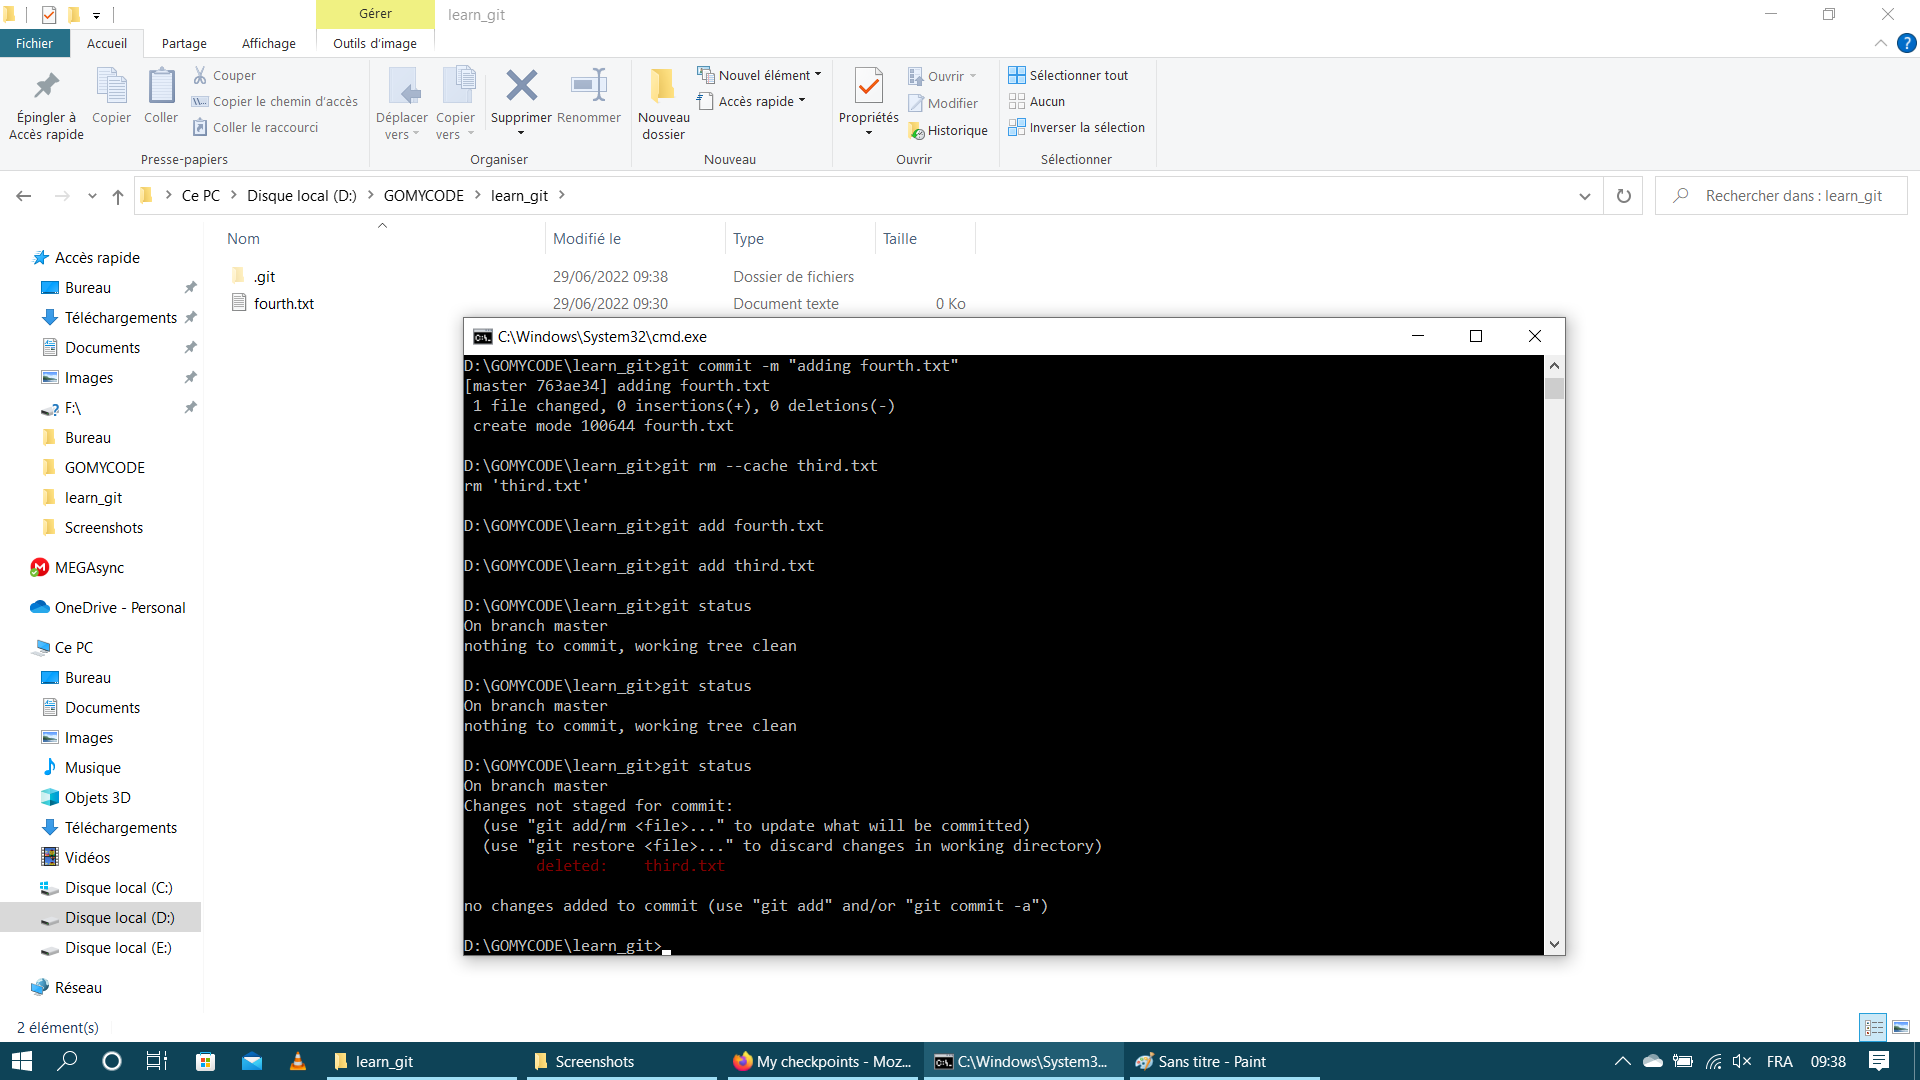 Gérer
learn_git
Fichier
Accueil
Partage
Affichage
Outils d'image
Épingler à
Accès rapide
Copier
Coller
Couper
Copier le chemin d'accès
Coller le raccourci
Presse-papiers
Déplacer
vers
Copier
vers
Supprimer
Renommer
Organiser
Nouveau
dossier
Nouvel élément
Accès rapide
Nouveau
Propriétés
Ouvrir
Modifier
Historique
Ouvrir
Sélectionner tout
Aucun
Inverser la sélection
Sélectionner
Ce PC > Disque local (D:) > GOMYCODE > learn_git >
Rechercher dans : learn_git
Nom
Modifié le
Type
Taille
.git 29/06/2022 09:38 Dossier de fichiers
fourth.txt 29/06/2022 09:30 Document texte 0 Ko
Accès rapide
Bureau
Téléchargements
Documents
Images
F:\
Bureau
GOMYCODE
learn_git
Screenshots
MEGAsync
OneDrive - Personal
Ce PC
Bureau
Documents
Images
Musique
Objets 3D
Téléchargements
Vidéos
Disque local (C:)
Disque local (D:)
Disque local (E:)
Réseau
2 élément(s)
C:\Windows\System32\cmd.exe
D:\GOMYCODE\learn_git>git commit -m "adding fourth.txt"
[master 763ae34] adding fourth.txt
 1 file changed, 0 insertions(+), 0 deletions(-)
 create mode 100644 fourth.txt
D:\GOMYCODE\learn_git>git rm --cache third.txt
rm 'third.txt'
D:\GOMYCODE\learn_git>git add fourth.txt
D:\GOMYCODE\learn_git>git add third.txt
D:\GOMYCODE\learn_git>git status
On branch master
nothing to commit, working tree clean
D:\GOMYCODE\learn_git>git status
On branch master
nothing to commit, working tree clean
D:\GOMYCODE\learn_git>git status
On branch master
Changes not staged for commit:
  (use "git add/rm <file>..." to update what will be committed)
  (use "git restore <file>..." to discard changes in working directory)
        deleted:    third.txt
no changes added to commit (use "git add" and/or "git commit -a")
D:\GOMYCODE\learn_git>
learn_git
Screenshots
My checkpoints - Moz...
C:\Windows\System3...
Sans titre - Paint
FRA
09:38